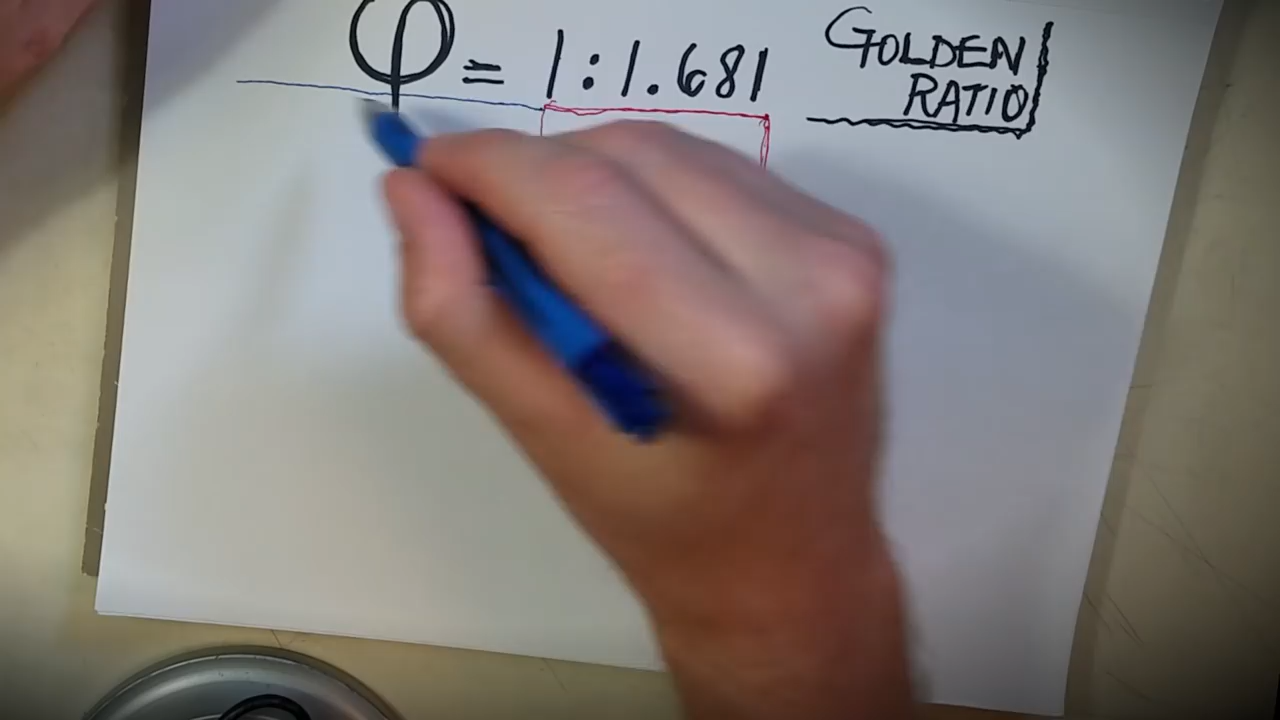 φ = 1:1.681
GOLDEN
RATIO